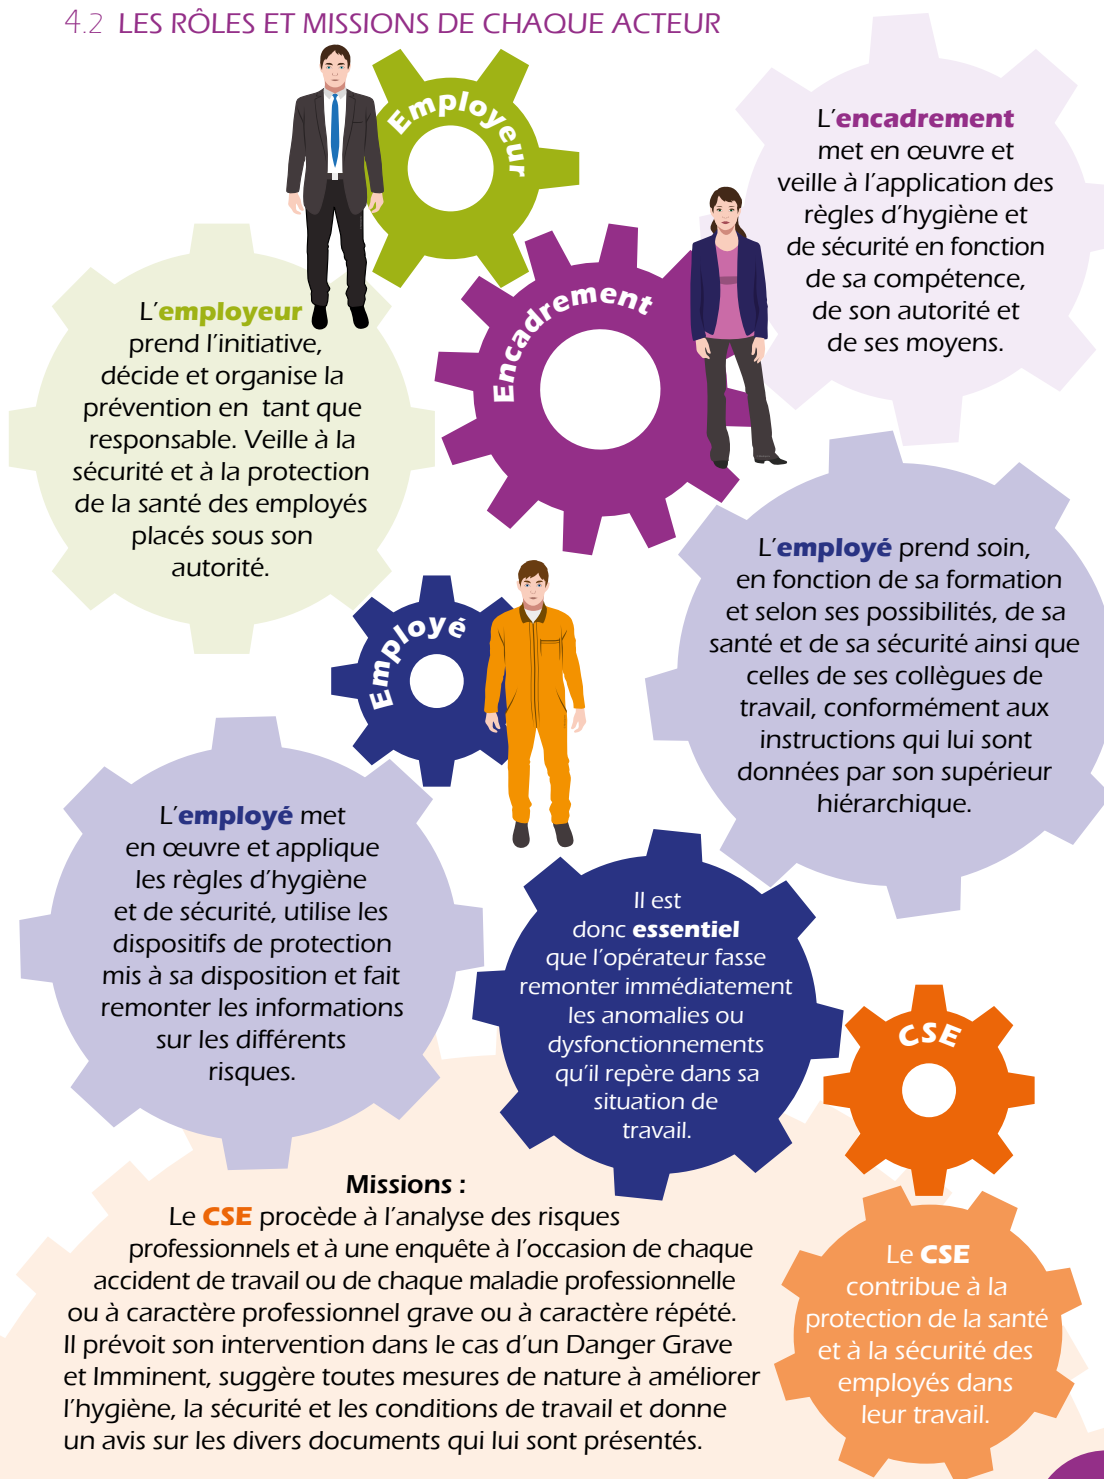 4.2 LES RÔLES ET MISSIONS DE CHAQUE ACTEUR
Employeur
L'encadrement
met en œuvre et
veille à l'application des
règles d'hygiène et
de sécurité en fonction
de sa compétence,
de son autorité et
de ses moyens.
Encadrement
L'employeur
prend l'initiative,
décide et organise la
prévention en tant que
responsable. Veille à la
sécurité et à la protection
de la santé des employés
placés sous son
autorité.
L'employé prend soin,
en fonction de sa formation
et selon ses possibilités, de sa
santé et de sa sécurité ainsi que
celles de ses collègues de
travail, conformément aux
instructions qui lui sont
données par son supérieur
hiérarchique.
Employé
L'employé met
en œuvre et applique
les règles d'hygiène
et de sécurité, utilise les
dispositifs de protection
mis à sa disposition et fait
remonter les informations
sur les différents
risques.
Il est
donc essentiel
que l'opérateur fasse
remonter immédiatement
les anomalies ou
dysfonctionnements
qu'il repère dans sa
situation de
travail.
CSE
Missions :
Le CSE procède à l'analyse des risques
professionnels et à une enquête à l'occasion de chaque
accident de travail ou de chaque maladie professionnelle
ou à caractère professionnel grave ou à caractère répété.
Il prévoit son intervention dans le cas d'un Danger Grave
et Imminent, suggère toutes mesures de nature à améliorer
l'hygiène, la sécurité et les conditions de travail et donne
un avis sur les divers documents qui lui sont présentés.
Le CSE
contribue à la
protection de la santé
et à la sécurité des
employés dans
leur travail.